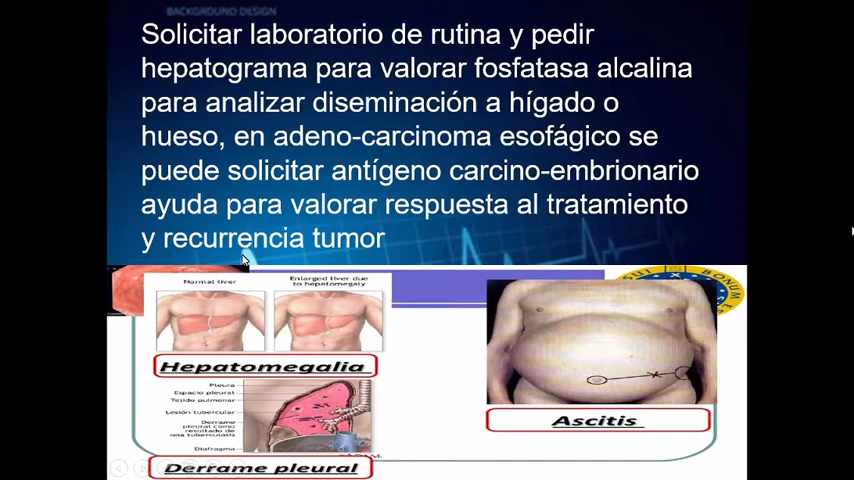 BACKGROUND DESIGN
Solicitar laboratorio de rutina y pedir
hepatograma para valorar fosfatasa alcalina
para analizar diseminación a hígado o
hueso, en adeno-carcinoma esofágico se
puede solicitar antígeno carcino-embrionario
ayuda para valorar respuesta al tratamiento
y recurrencia tumor
Normal liver
Enlarged liver due
to hepatomegaly
Hepatomegalia
Pleura
Espacio pleural
Tejido pulmonar
Lesión tubercular
Derrame
pleural como
resultado de
una tuberculosis
Diafragma
Derrame pleural
SUI
BONUM
Ascitis